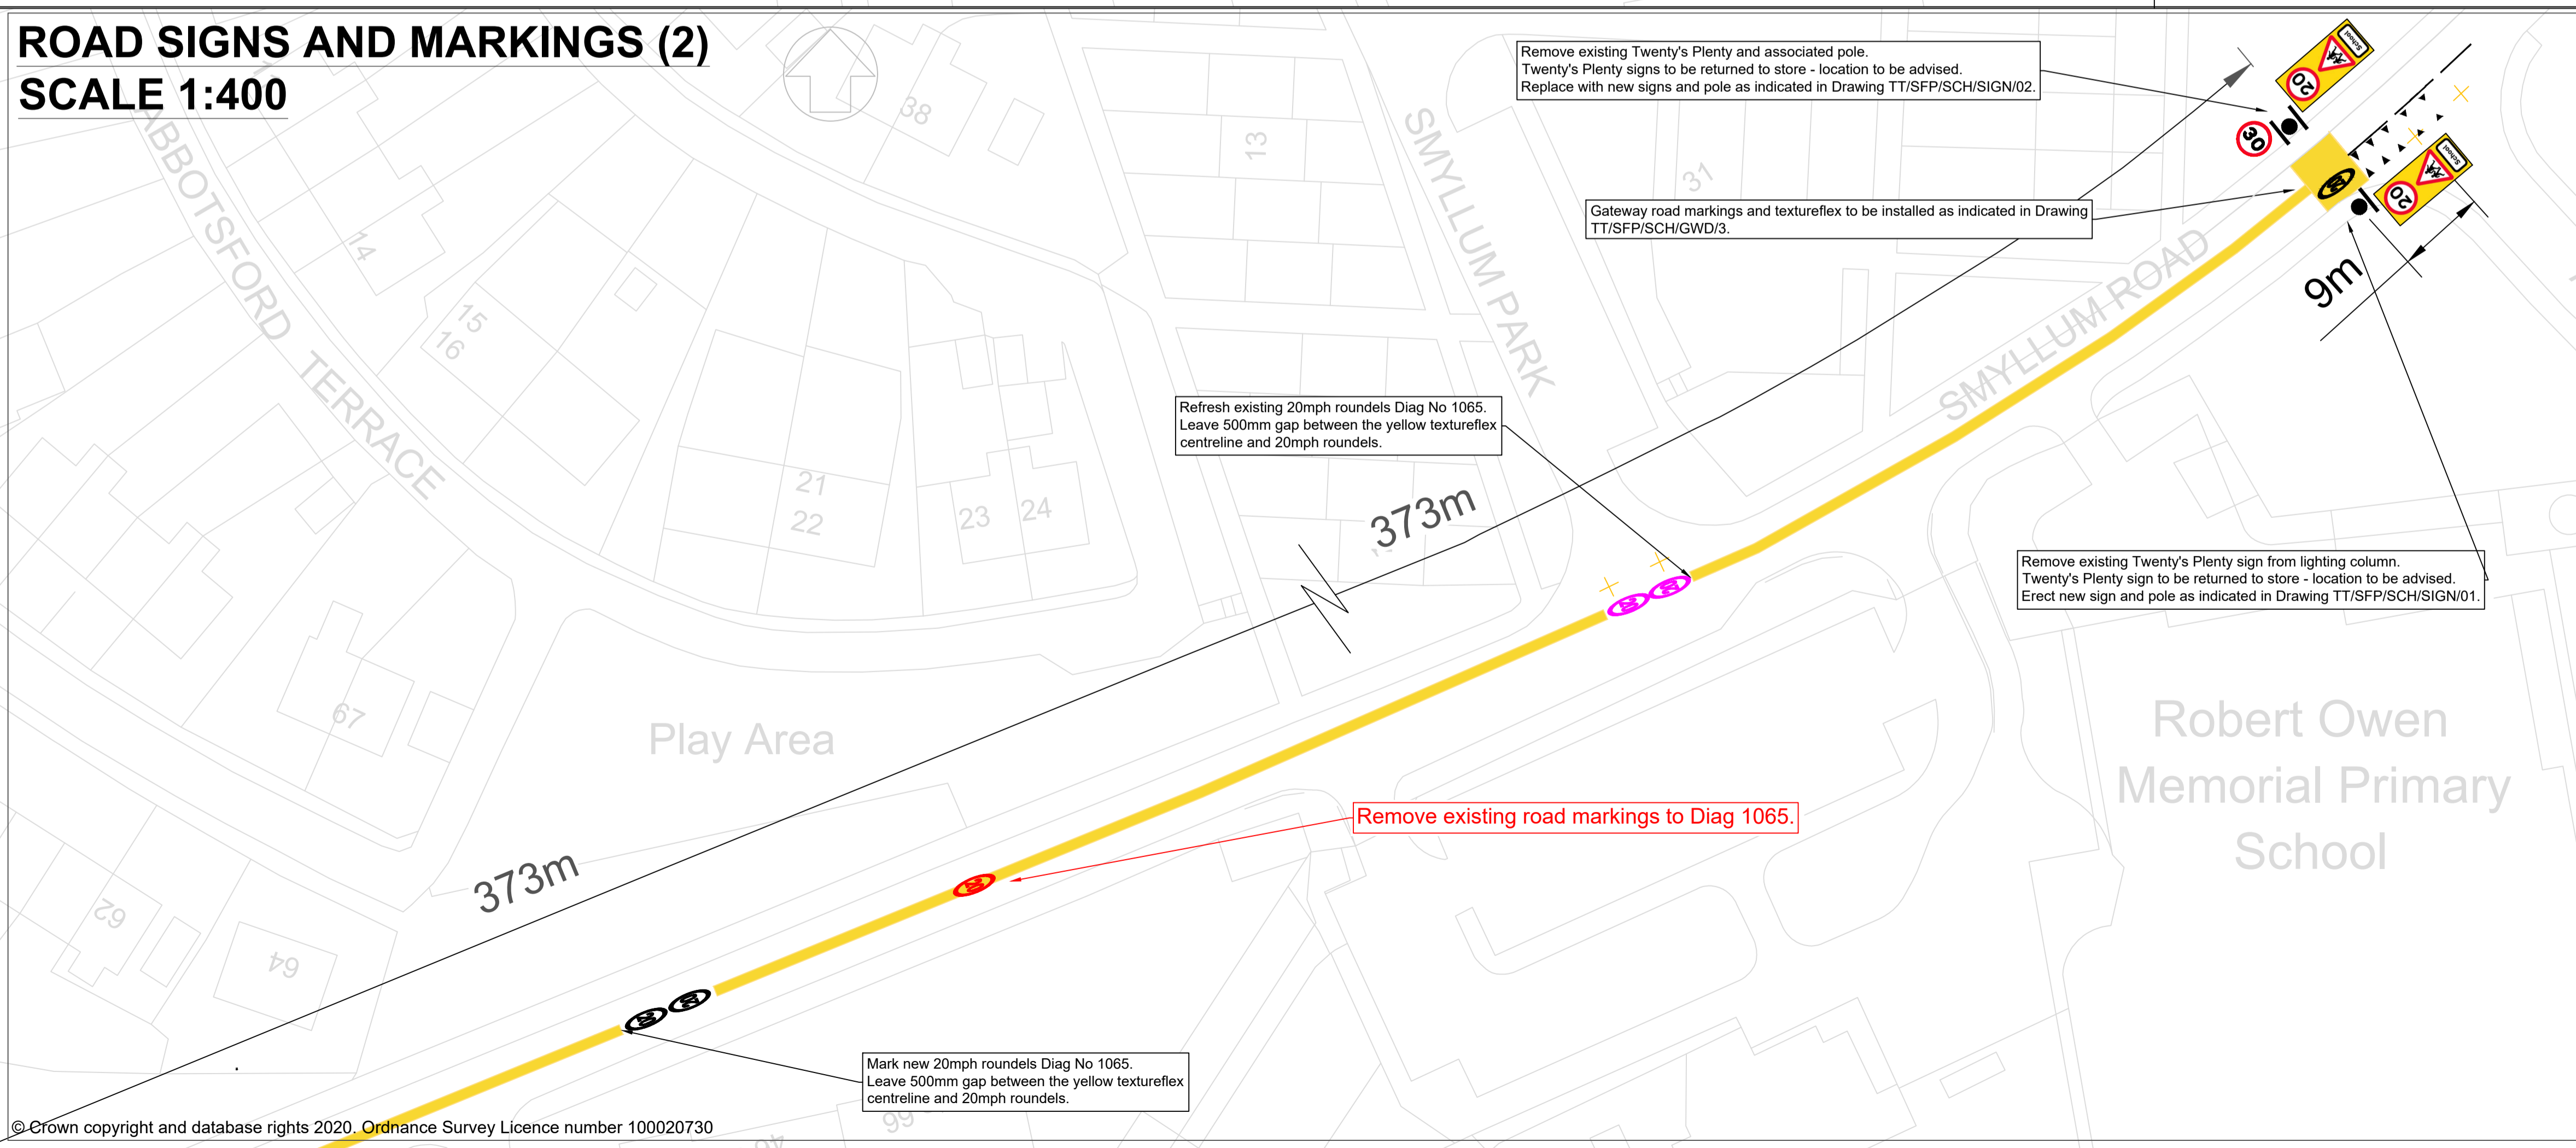 ROAD SIGNS AND MARKINGS (2)
SCALE 1:400
Remove existing Twenty's Plenty and associated pole.
Twenty's Plenty signs to be returned to store - location to be advised.
Replace with new signs and pole as indicated in Drawing TT/SFP/SCH/SIGN/02.
School
20
30
School
20
9m
Gateway road markings and textureflex to be installed as indicated in Drawing
TT/SFP/SCH/GWD/3.
ABBOTSFORD TERRACE
SMYLLUM PARK
SMYLLUM ROAD
38
13
31
14
15
16
21
22
23
24
67
62
64
66
Refresh existing 20mph roundels Diag No 1065.
Leave 500mm gap between the yellow textureflex
centreline and 20mph roundels.
373m
20
20
Remove existing Twenty's Plenty sign from lighting column.
Twenty's Plenty sign to be returned to store - location to be advised.
Erect new sign and pole as indicated in Drawing TT/SFP/SCH/SIGN/01.
Play Area
Robert Owen
Memorial Primary
School
Remove existing road markings to Diag 1065.
20
373m
20
20
Mark new 20mph roundels Diag No 1065.
Leave 500mm gap between the yellow textureflex
centreline and 20mph roundels.
© Crown copyright and database rights 2020. Ordnance Survey Licence number 100020730